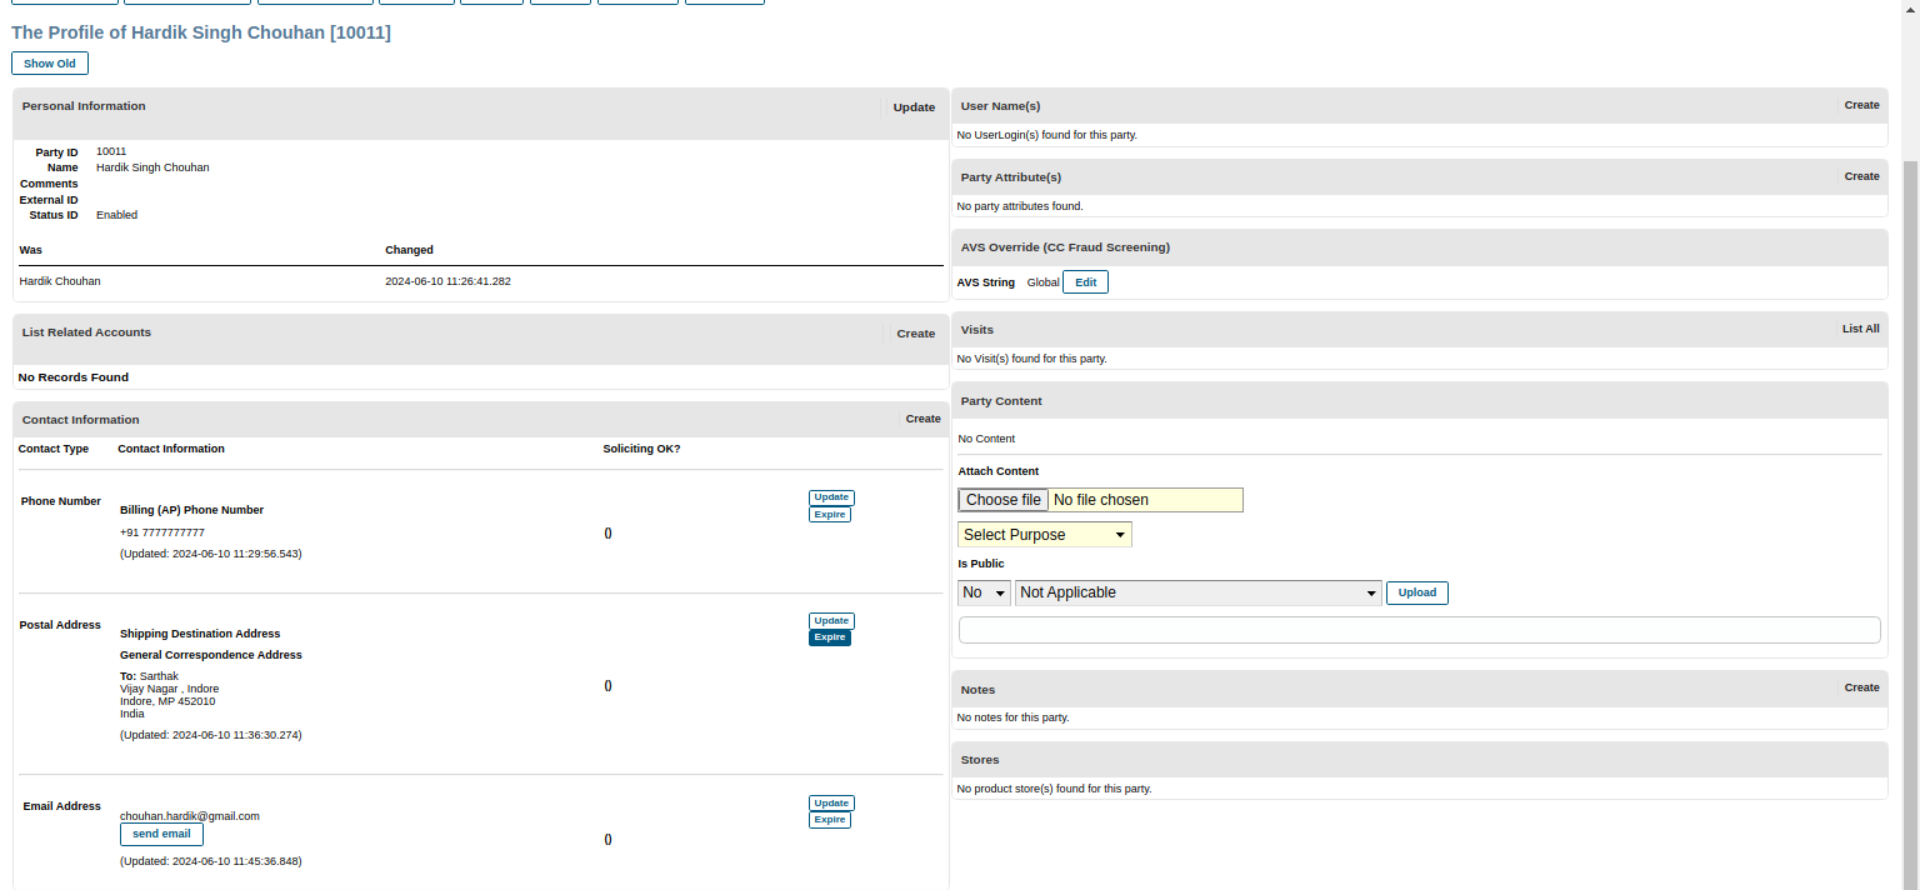 The Profile of Hardik Singh Chouhan [10011]
Show Old
Personal Information
Update
Party ID 10011
Name Hardik Singh Chouhan
Comments
External ID
Status ID Enabled
Was Changed
Hardik Chouhan 2024-06-10 11:26:41.282
List Related Accounts
Create
No Records Found
Contact Information
Create
Contact Type Contact Information Soliciting OK?
Phone Number
Billing (AP) Phone Number
+91 7777777777
(Updated: 2024-06-10 11:29:56.543)
()
Update
Expire
Postal Address
Shipping Destination Address
General Correspondence Address
To: Sarthak
Vijay Nagar , Indore
Indore, MP 452010
India
(Updated: 2024-06-10 11:36:30.274)
()
Update
Expire
Email Address
chouhan.hardik@gmail.com
send email
(Updated: 2024-06-10 11:45:36.848)
()
Update
Expire
User Name(s)
Create
No UserLogin(s) found for this party.
Party Attribute(s)
Create
No party attributes found.
AVS Override (CC Fraud Screening)
AVS String Global Edit
Visits
List All
No Visit(s) found for this party.
Party Content
No Content
Attach Content
Choose file No file chosen
Select Purpose
Is Public
No Not Applicable Upload
Notes
Create
No notes for this party.
Stores
No product store(s) found for this party.